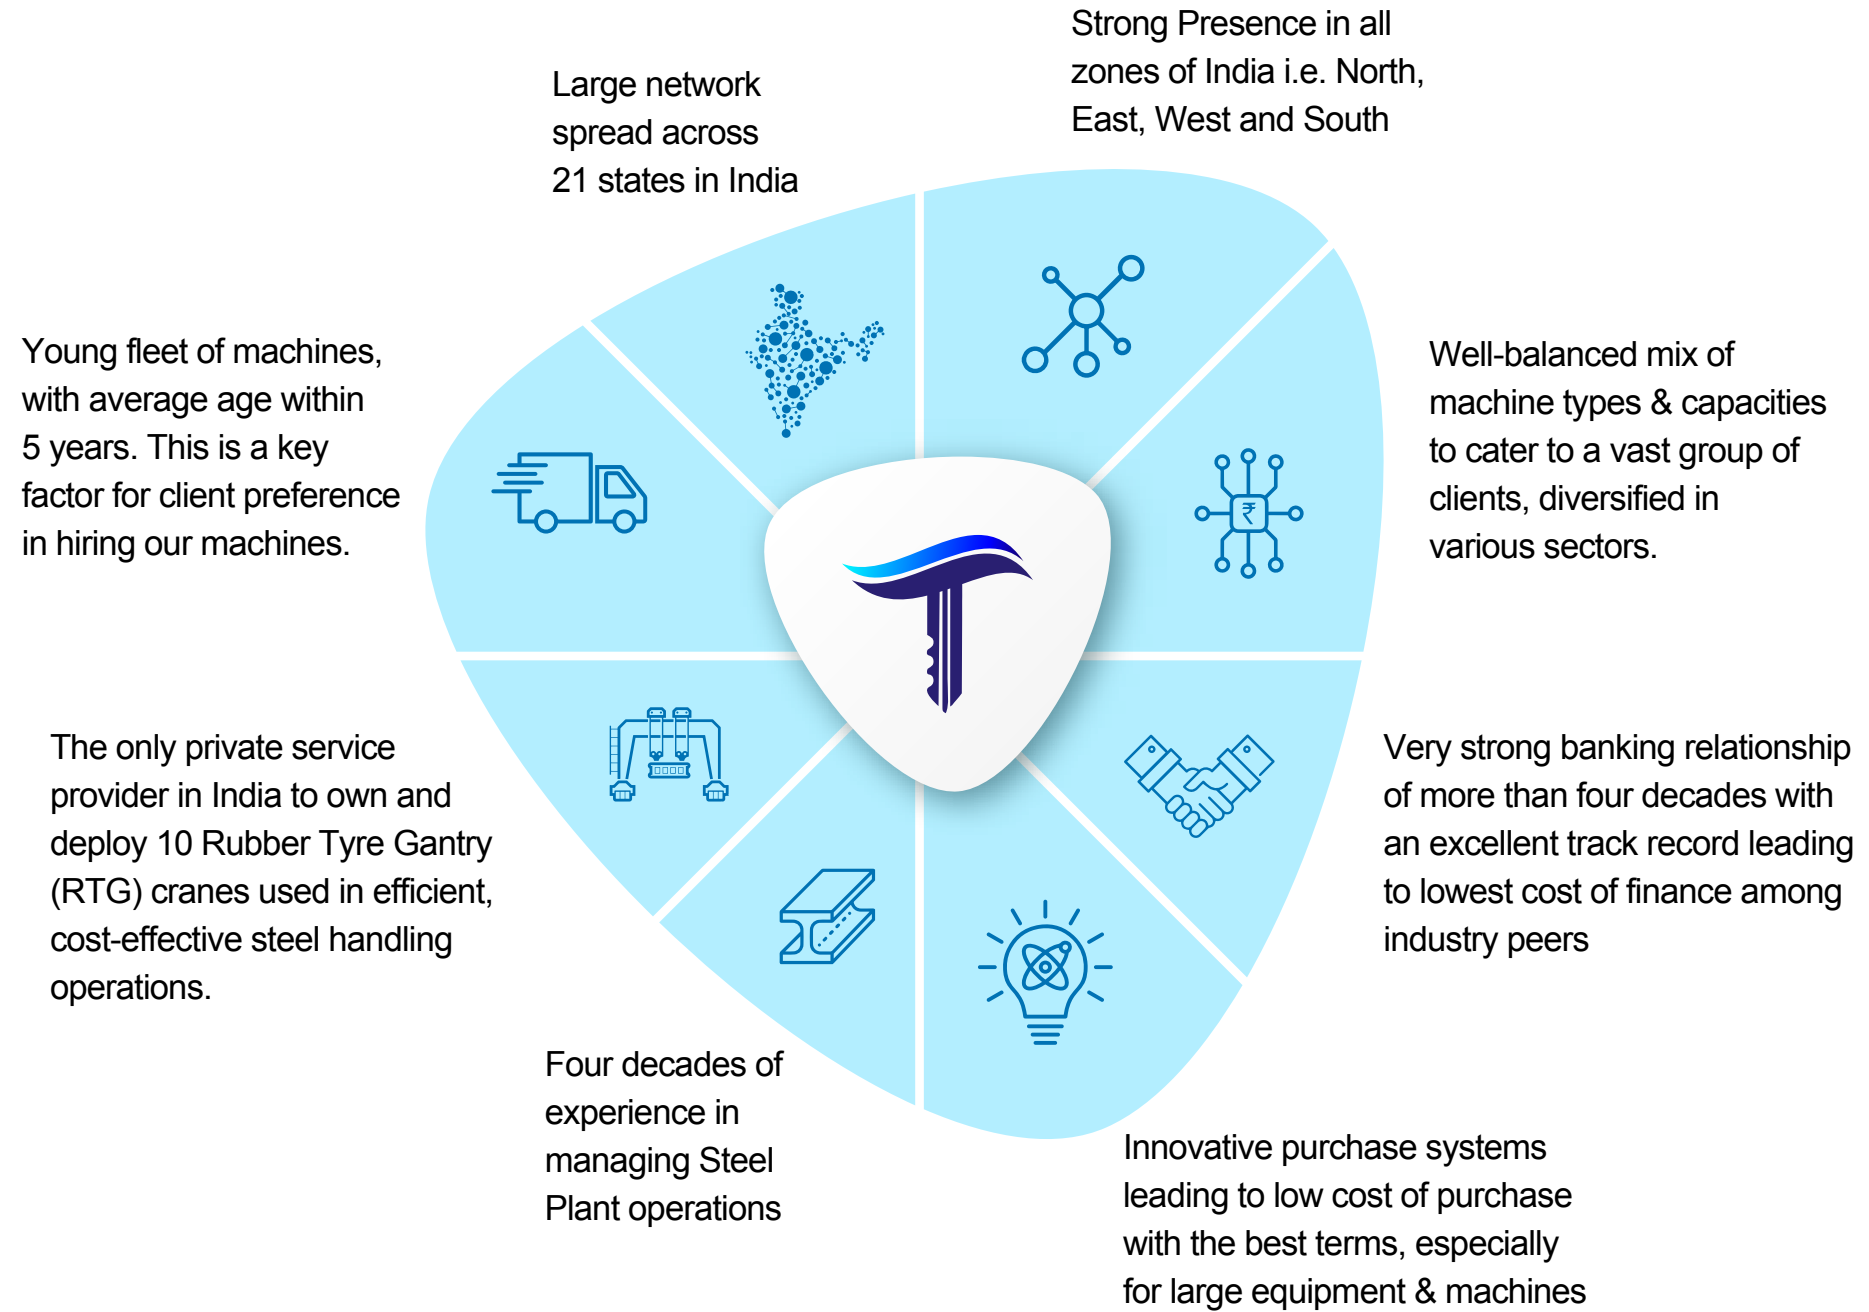 Strong Presence in all
zones of India i.e. North,
East, West and South
Large network
spread across
21 states in India
Young fleet of machines,
with average age within
5 years. This is a key
factor for client preference
in hiring our machines.
Well-balanced mix of
machine types & capacities
to cater to a vast group of
clients, diversified in
various sectors.
₹
The only private service
provider in India to own and
deploy 10 Rubber Tyre Gantry
(RTG) cranes used in efficient,
cost-effective steel handling
operations.
Very strong banking relationship
of more than four decades with
an excellent track record leading
to lowest cost of finance among
industry peers
Four decades of
experience in
managing Steel
Plant operations
Innovative purchase systems
leading to low cost of purchase
with the best terms, especially
for large equipment & machines